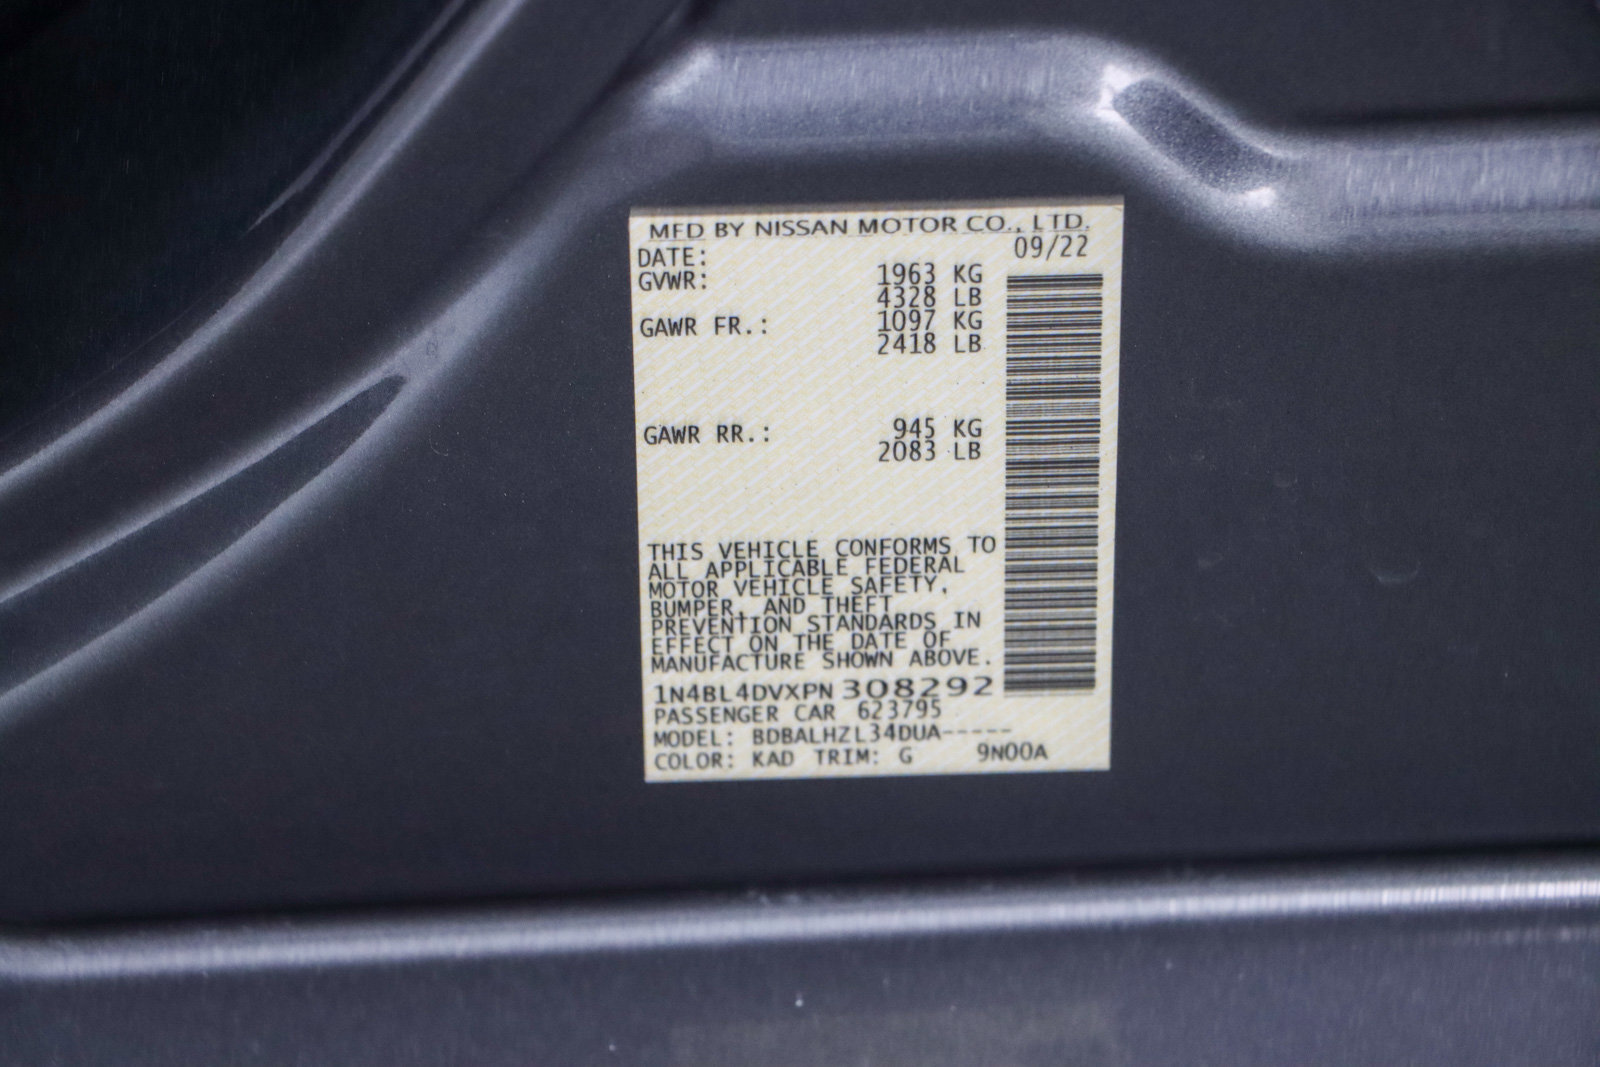 MFD BY NISSAN MOTOR CO., LTD.
DATE: 09/22
GVWR: 1963 KG
4328 LB
GAWR FR.: 1097 KG
2418 LB
GAWR RR.: 945 KG
2083 LB
THIS VEHICLE CONFORMS TO
ALL APPLICABLE FEDERAL
MOTOR VEHICLE SAFETY,
BUMPER, AND THEFT
PREVENTION STANDARDS IN
EFFECT ON THE DATE OF
MANUFACTURE SHOWN ABOVE.
1N4BL4DVXPN308292
PASSENGER CAR 623795
MODEL: BDBALHZL34DUA-----
COLOR: KAD TRIM: G 9N00A